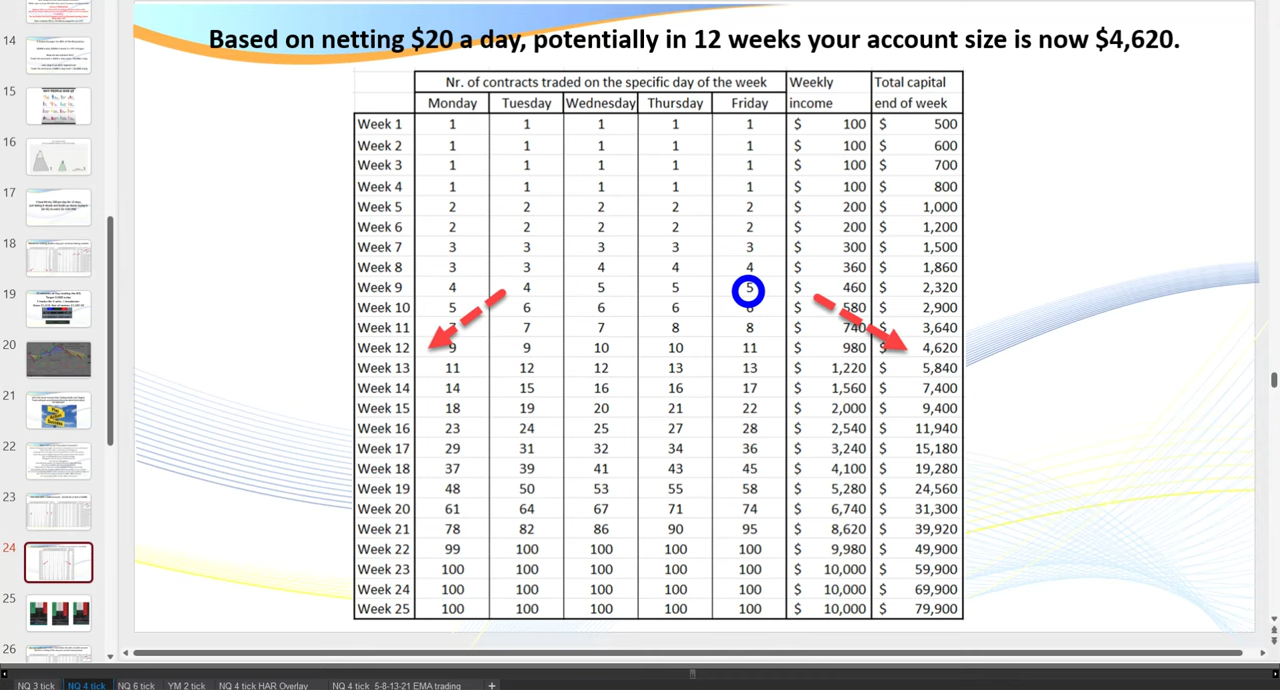 14
15
16
17
18
19
20
21
22
23
24
25
26
Based on netting $20 a day, potentially in 12 weeks your account size is now $4,620.
Nr. of contracts traded on the specific day of the week Weekly Total capital
Monday Tuesday Wednesday Thursday Friday income end of week
Week 1 1 1 1 1 1 $ 100 $ 500
Week 2 1 1 1 1 1 $ 100 $ 600
Week 3 1 1 1 1 1 $ 100 $ 700
Week 4 1 1 1 1 1 $ 100 $ 800
Week 5 2 2 2 2 2 $ 200 $ 1,000
Week 6 2 2 2 2 2 $ 200 $ 1,200
Week 7 3 3 3 3 3 $ 300 $ 1,500
Week 8 3 3 4 4 4 $ 360 $ 1,860
Week 9 4 4 5 5 5 $ 460 $ 2,320
Week 10 5 6 6 6 6 $ $ 2,900
Week 11 7 7 8 8 $ 740 $ 3,640
Week 12 9 9 10 10 11 $ 980 $ 4,620
Week 13 11 12 12 13 13 $ 1,220 $ 5,840
Week 14 14 15 16 16 17 $ 1,560 $ 7,400
Week 15 18 19 20 21 22 $ 2,000 $ 9,400
Week 16 23 24 25 27 28 $ 2,540 $ 11,940
Week 17 29 31 32 34 36 $ 3,240 $ 15,180
Week 18 37 39 41 43 45 $ 4,100 $ 19,280
Week 19 48 50 53 55 58 $ 5,280 $ 24,560
Week 20 61 64 67 71 74 $ 6,740 $ 31,300
Week 21 78 82 86 90 95 $ 8,620 $ 39,920
Week 22 99 100 100 100 100 $ 9,980 $ 49,900
Week 23 100 100 100 100 100 $ 10,000 $ 59,900
Week 24 100 100 100 100 100 $ 10,000 $ 69,900
Week 25 100 100 100 100 100 $ 10,000 $ 79,900
NQ 3 tick NQ 4 tick NQ 6 tick YM 2 tick NQ 4 tick HAR Overlay NQ 4 tick 5-8-13-21 EMA trading +